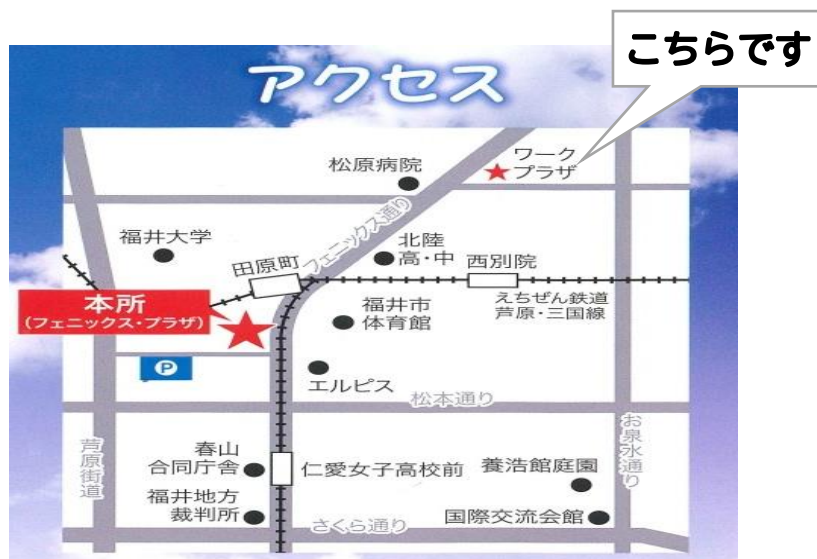 こちらです
アクセス
松原病院
ワーク
プラザ
フェニックス通り
福井大学
北陸
高・中
田原町
西別院
本所
(フェニックス・プラザ)
えちぜん鉄道
芦原・三国線
福井市
体育館
P
エルピス
松本通り
芦原街道
お泉水通り
春山
合同庁舎
仁愛女子高校前
養浩館庭園
福井地方
裁判所
さくら通り
国際交流会館